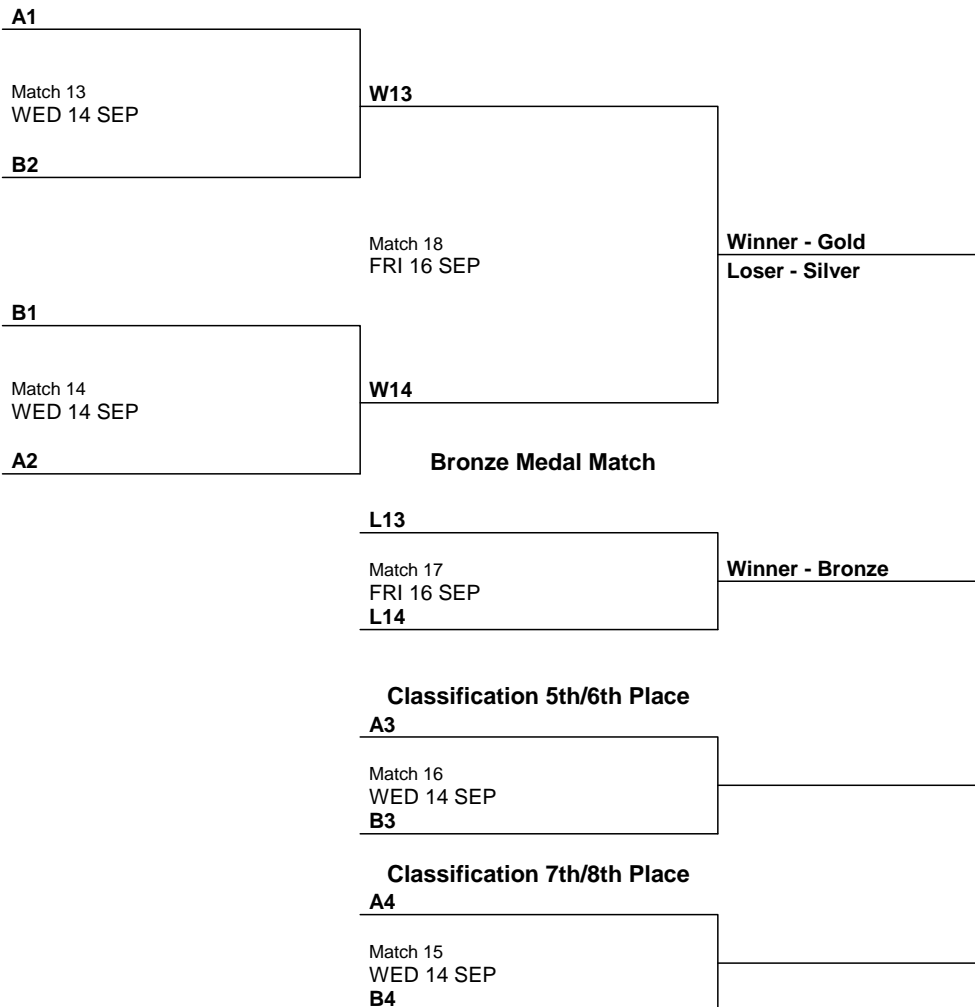 A1
Match 13
WED 14 SEP
W13
B2
Match 18
FRI 16 SEP
Winner - Gold
Loser - Silver
B1
Match 14
WED 14 SEP
W14
A2
Bronze Medal Match
L13
Match 17
FRI 16 SEP
L14
Winner - Bronze
Classification 5th/6th Place
A3
Match 16
WED 14 SEP
B3
Classification 7th/8th Place
A4
Match 15
WED 14 SEP
B4